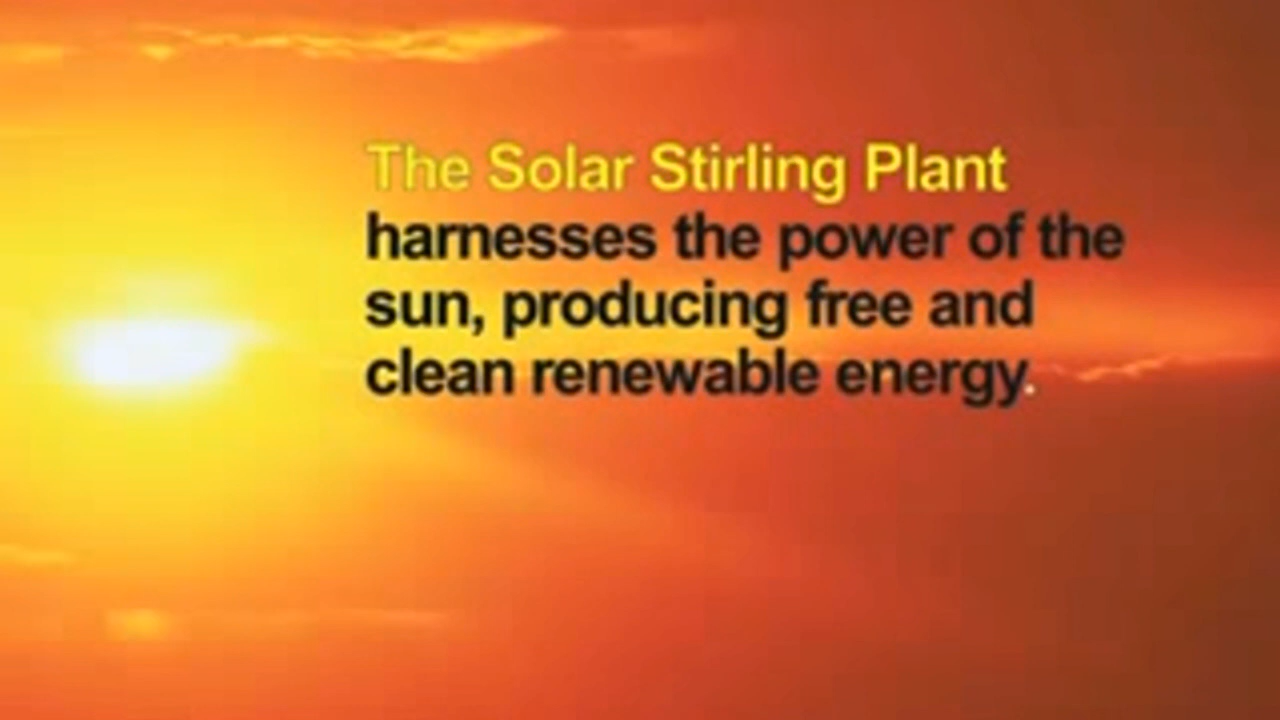 The Solar Stirling Plant
harnesses the power of the
sun, producing free and
clean renewable energy.